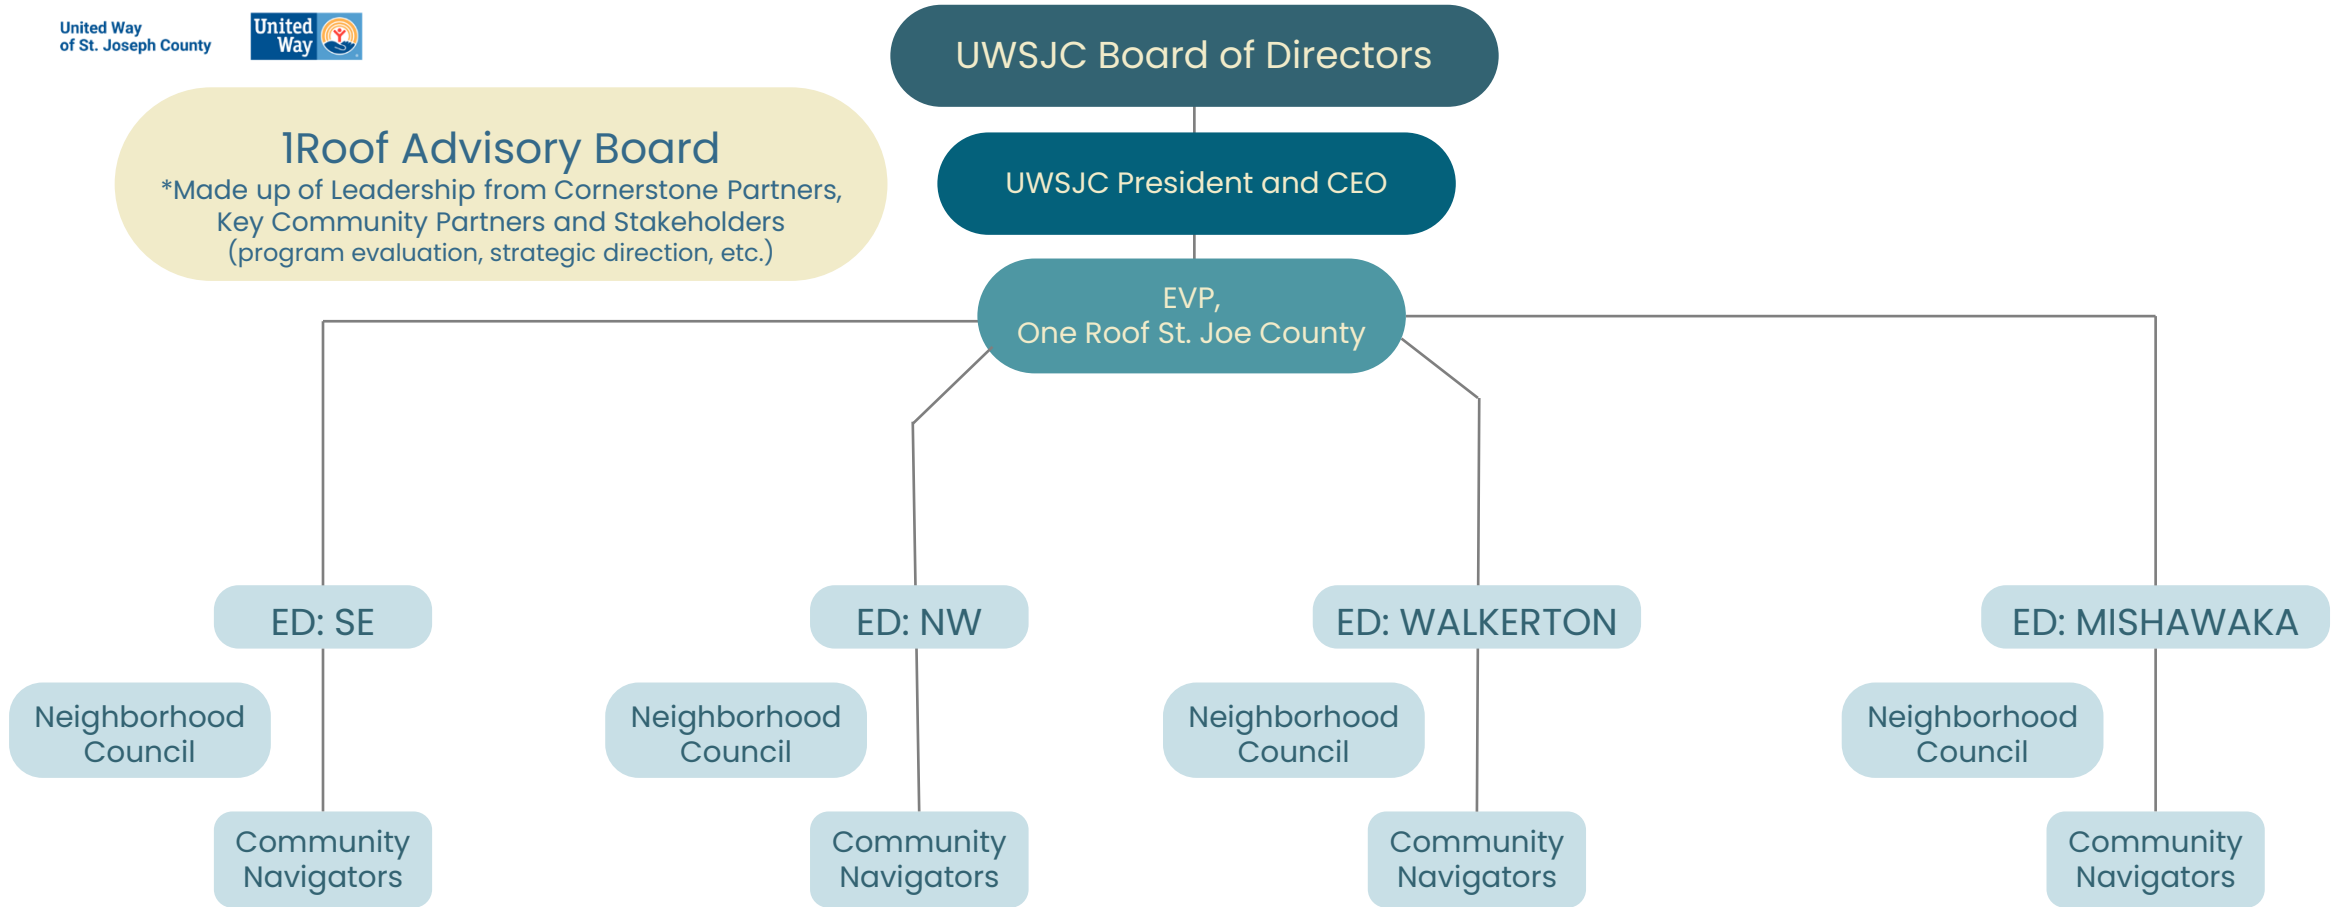 United Way
of St. Joseph County
United
Way
UWSJC Board of Directors
1Roof Advisory Board
*Made up of Leadership from Cornerstone Partners,
Key Community Partners and Stakeholders
(program evaluation, strategic direction, etc.)
UWSJC President and CEO
EVP,
One Roof St. Joe County
ED: SE
ED: NW
ED: WALKERTON
ED: MISHAWAKA
Neighborhood
Council
Neighborhood
Council
Neighborhood
Council
Neighborhood
Council
Community
Navigators
Community
Navigators
Community
Navigators
Community
Navigators